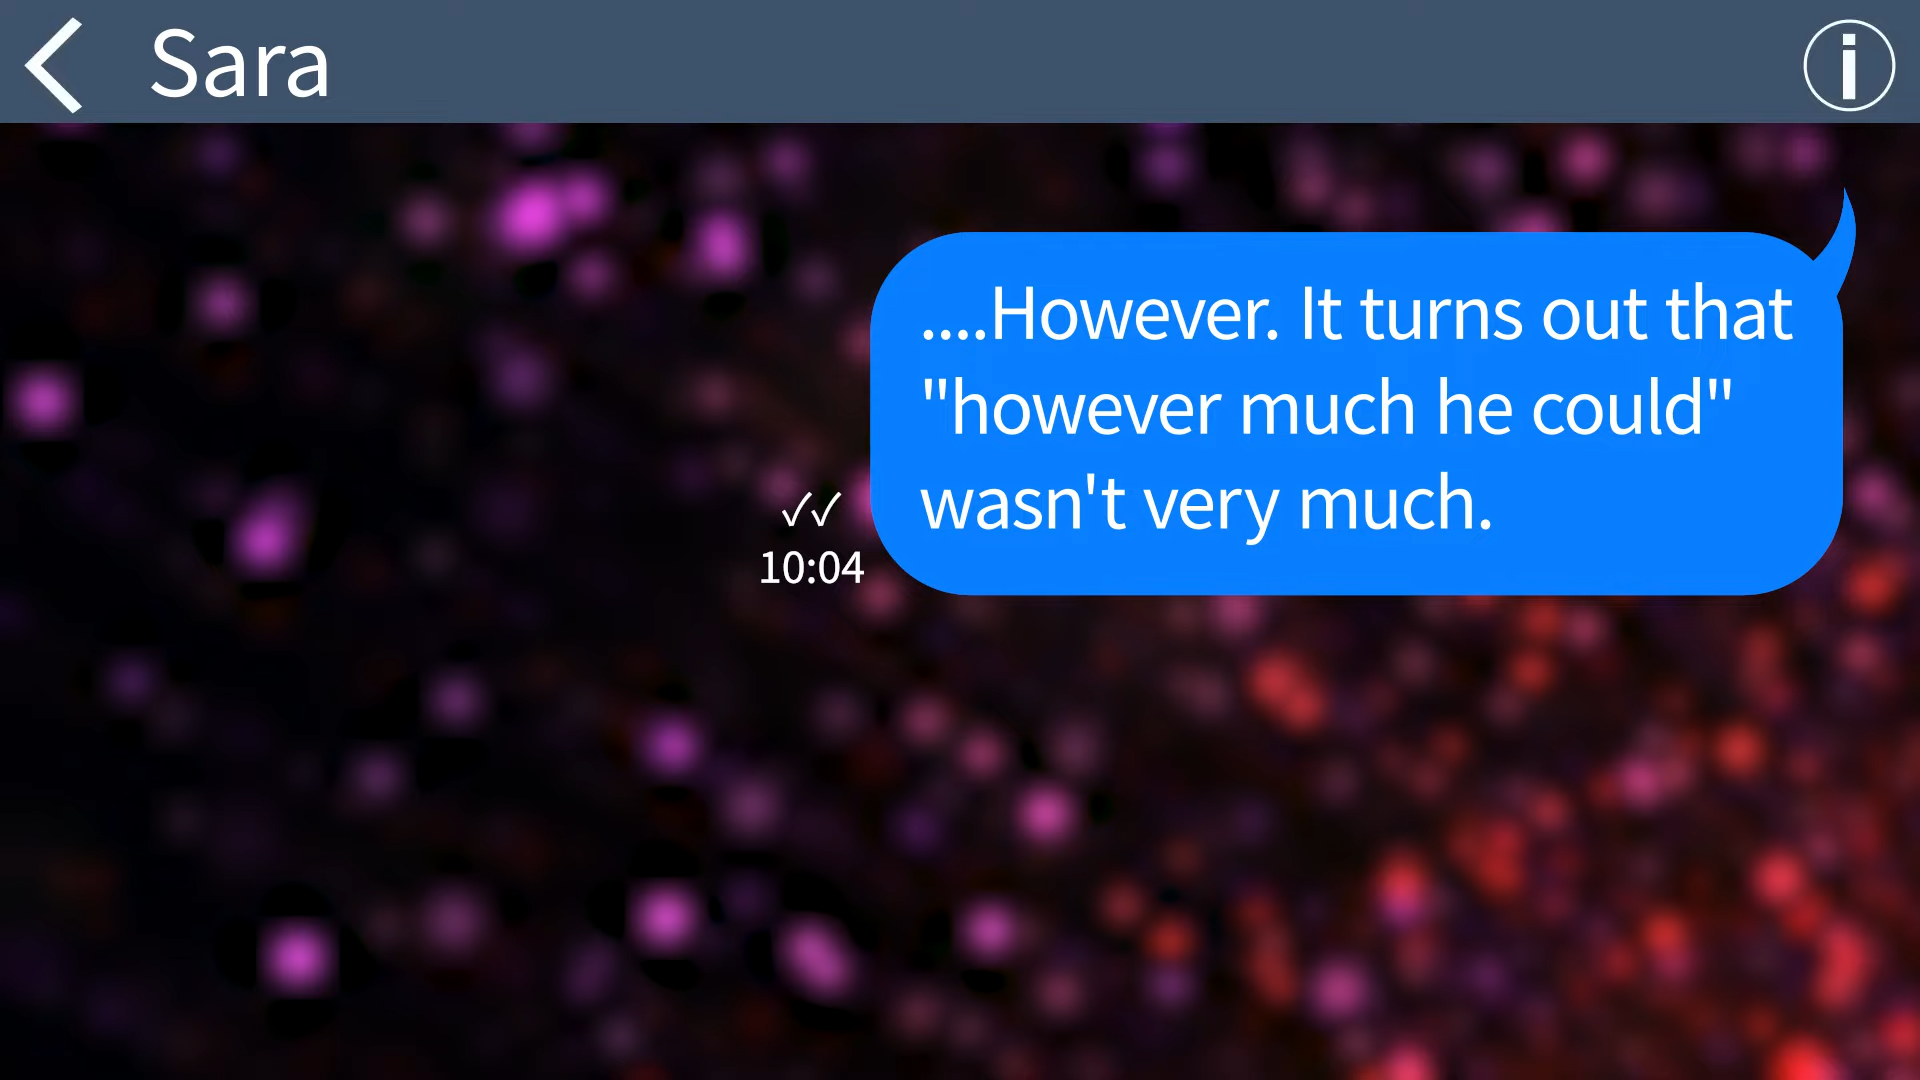 Sara
....However. It turns out that
"however much he could"
wasn't very much.
✓✓
10:04